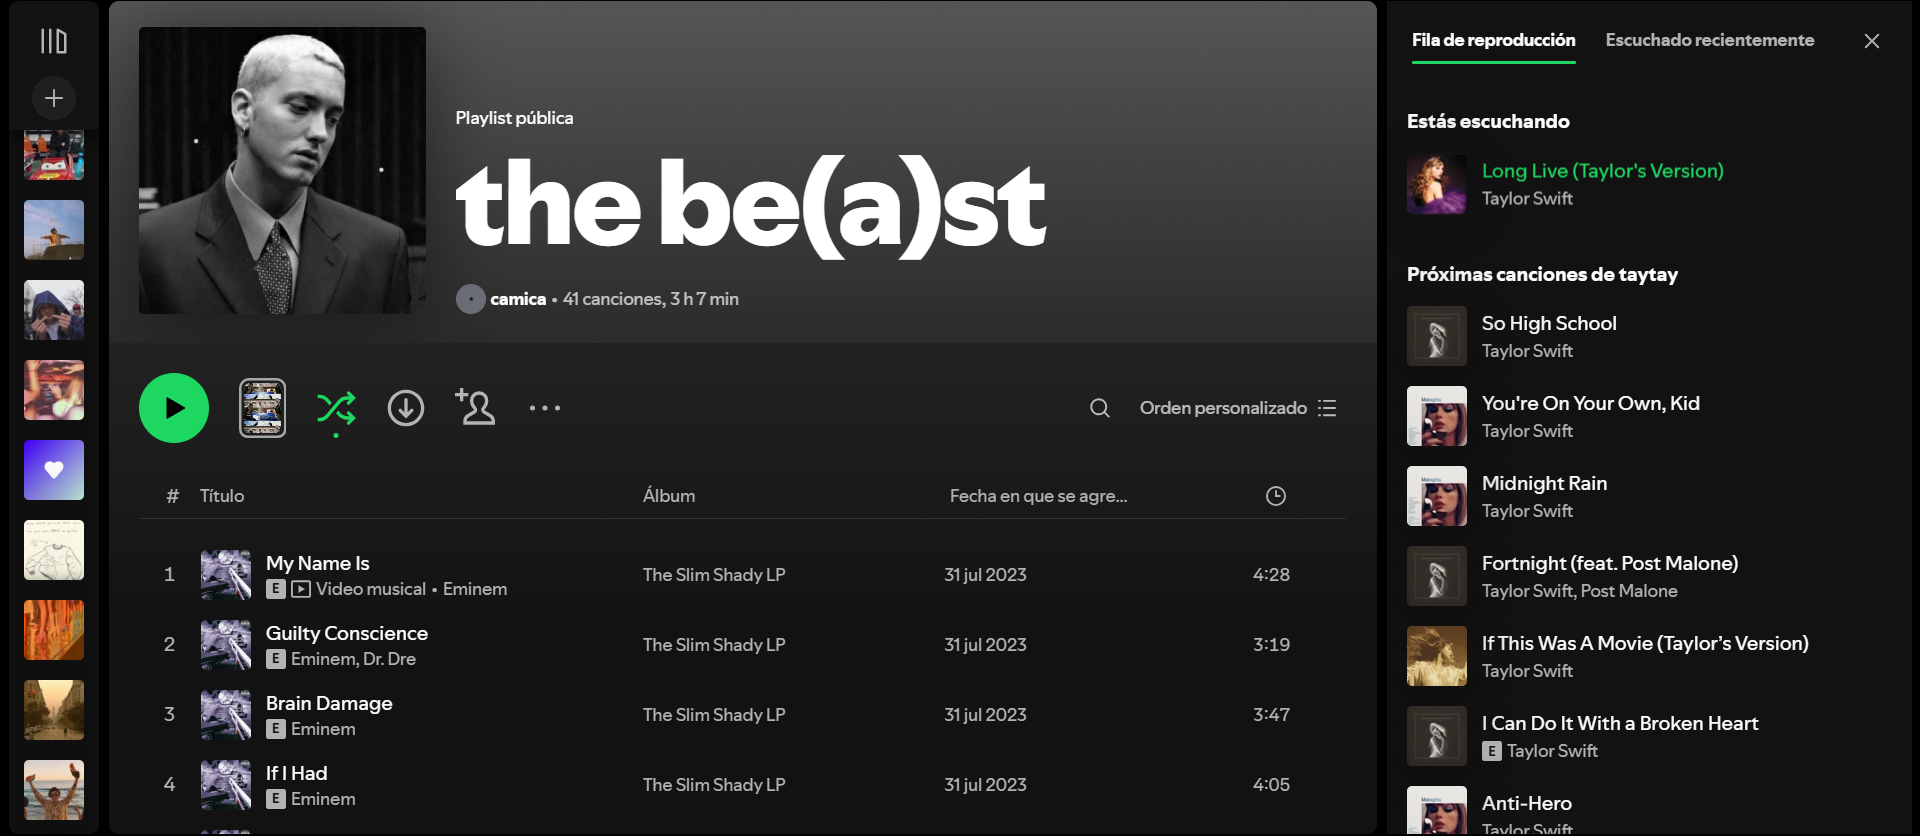 Playlist pública
the be(a)st
camica • 41 canciones, 3 h 7 min
Orden personalizado
# Título Álbum Fecha en que se agre...
1 My Name Is The Slim Shady LP 31 jul 2023 4:28
E Video musical • Eminem
2 Guilty Conscience The Slim Shady LP 31 jul 2023 3:19
E Eminem, Dr. Dre
3 Brain Damage The Slim Shady LP 31 jul 2023 3:47
E Eminem
4 If I Had The Slim Shady LP 31 jul 2023 4:05
E Eminem
Fila de reproducción Escuchado recientemente
Estás escuchando
Long Live (Taylor's Version)
Taylor Swift
Próximas canciones de taytay
So High School
Taylor Swift
You're On Your Own, Kid
Taylor Swift
Midnight Rain
Taylor Swift
Fortnight (feat. Post Malone)
Taylor Swift, Post Malone
If This Was A Movie (Taylor’s Version)
Taylor Swift
I Can Do It With a Broken Heart
E Taylor Swift
Anti-Hero
Taylor Swift